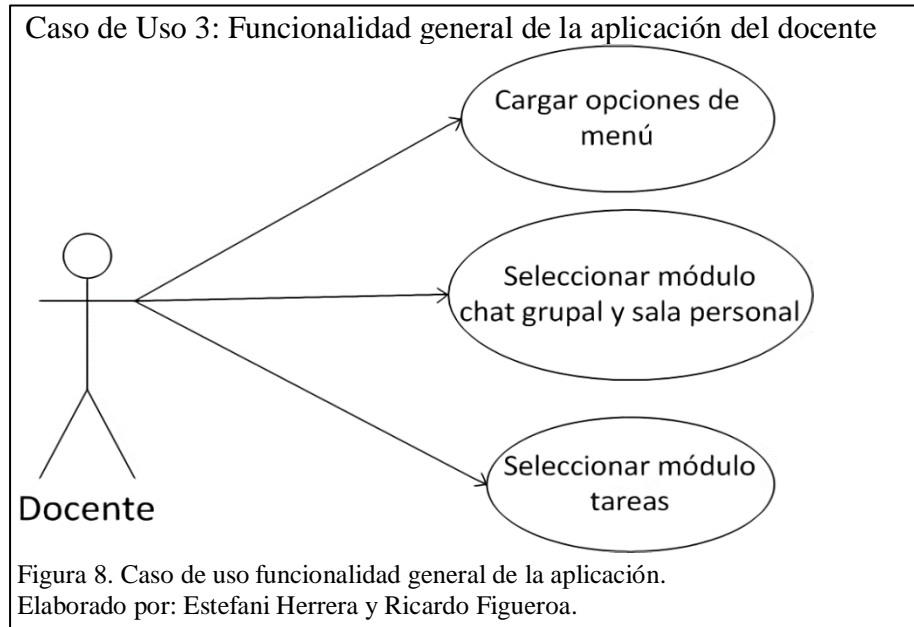 Caso de Uso 3: Funcionalidad general de la aplicación del docente
Cargar opciones de
menú
Seleccionar módulo
chat grupal y sala personal
Seleccionar módulo
tareas
Docente
Figura 8. Caso de uso funcionalidad general de la aplicación.
Elaborado por: Estefani Herrera y Ricardo Figueroa.